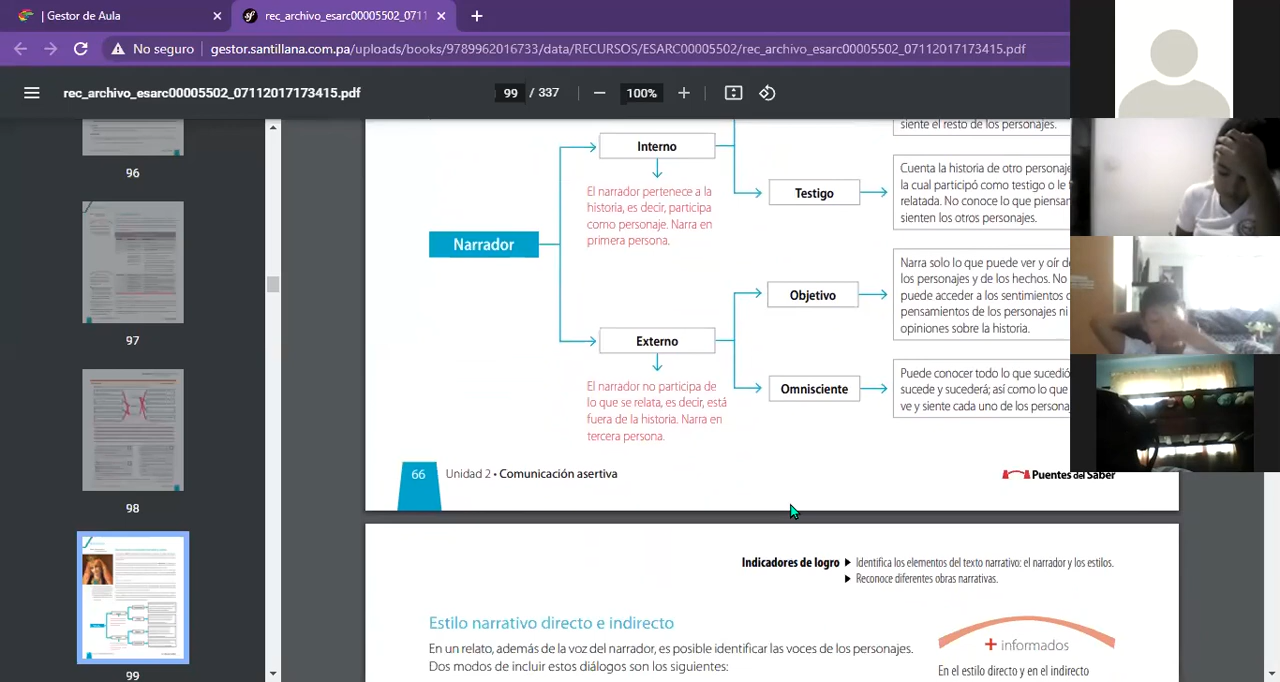 | Gestor de Aula
rec_archivo_esarc00005502_0711
No seguro
gestor.santillana.com.pa/uploads/books/9789962016733/data/RECURSOS/ESARC00005502/rec_archivo_esarc00005502_07112017173415.pdf
rec_archivo_esarc00005502_07112017173415.pdf
99 / 337
100%
96
97
98
99
siente el resto de los personajes.
Interno
El narrador pertenece a la
historia, es decir, participa
como personaje. Narra en
primera persona.
Testigo
Cuenta la historia de otro personaje
la cual participó como testigo o le
relatada. No conoce lo que piensan
sienten los otros personajes.
Narrador
Objetivo
Narra solo lo que puede ver y oír de
los personajes y de los hechos. No
puede acceder a los sentimientos
pensamientos de los personajes ni
opiniones sobre la historia.
Externo
El narrador no participa de
lo que se relata, es decir, está
fuera de la historia. Narra en
tercera persona.
Omnisciente
Puede conocer todo lo que sucedió
sucede y sucederá; así como lo que
ve y siente cada uno de los
66
Unidad 2 • Comunicación asertiva
Puentes del Saber
Indicadores de logro ▶ Identifica los elementos del texto narrativo: el narrador y los estilos.
▶ Reconoce diferentes obras narrativas.
Estilo narrativo directo e indirecto
En un relato, además de la voz del narrador, es posible identificar las voces de los personajes.
Dos modos de incluir estos diálogos son los siguientes:
+ informados
En el estilo directo y en el indirecto